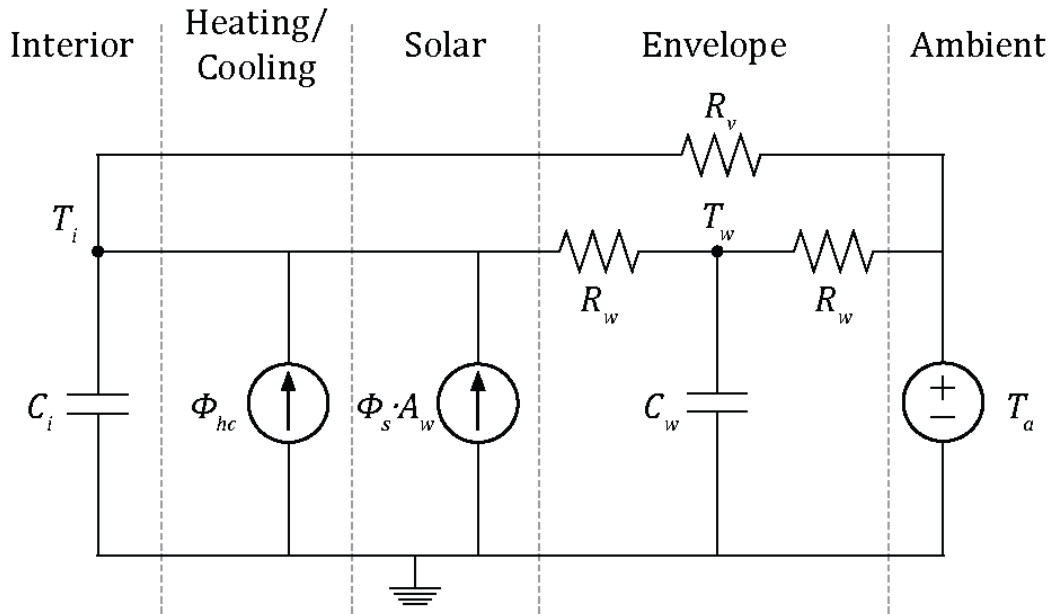 Interior
Heating/
Cooling
Solar
Envelope
Ambient
R_v
T_i
T_w
R_w
R_w
C_i
Φ_hc
Φ_s·A_w
C_w
+
−
T_a